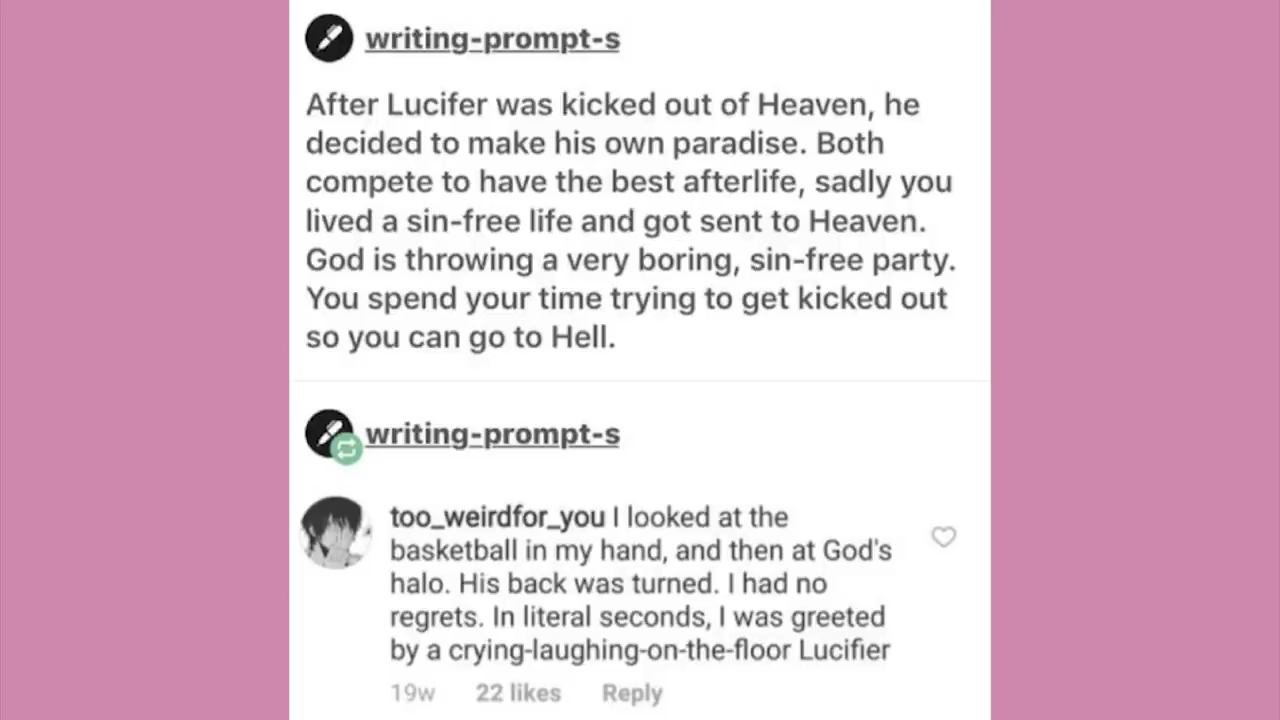 writing-prompt-s
After Lucifer was kicked out of Heaven, he
decided to make his own paradise. Both
compete to have the best afterlife, sadly you
lived a sin-free life and got sent to Heaven.
God is throwing a very boring, sin-free party.
You spend your time trying to get kicked out
so you can go to Hell.
writing-prompt-s
too_weirdfor_you I looked at the
basketball in my hand, and then at God's
halo. His back was turned. I had no
regrets. In literal seconds, I was greeted
by a crying-laughing-on-the-floor Lucifier
19w 22 likes Reply